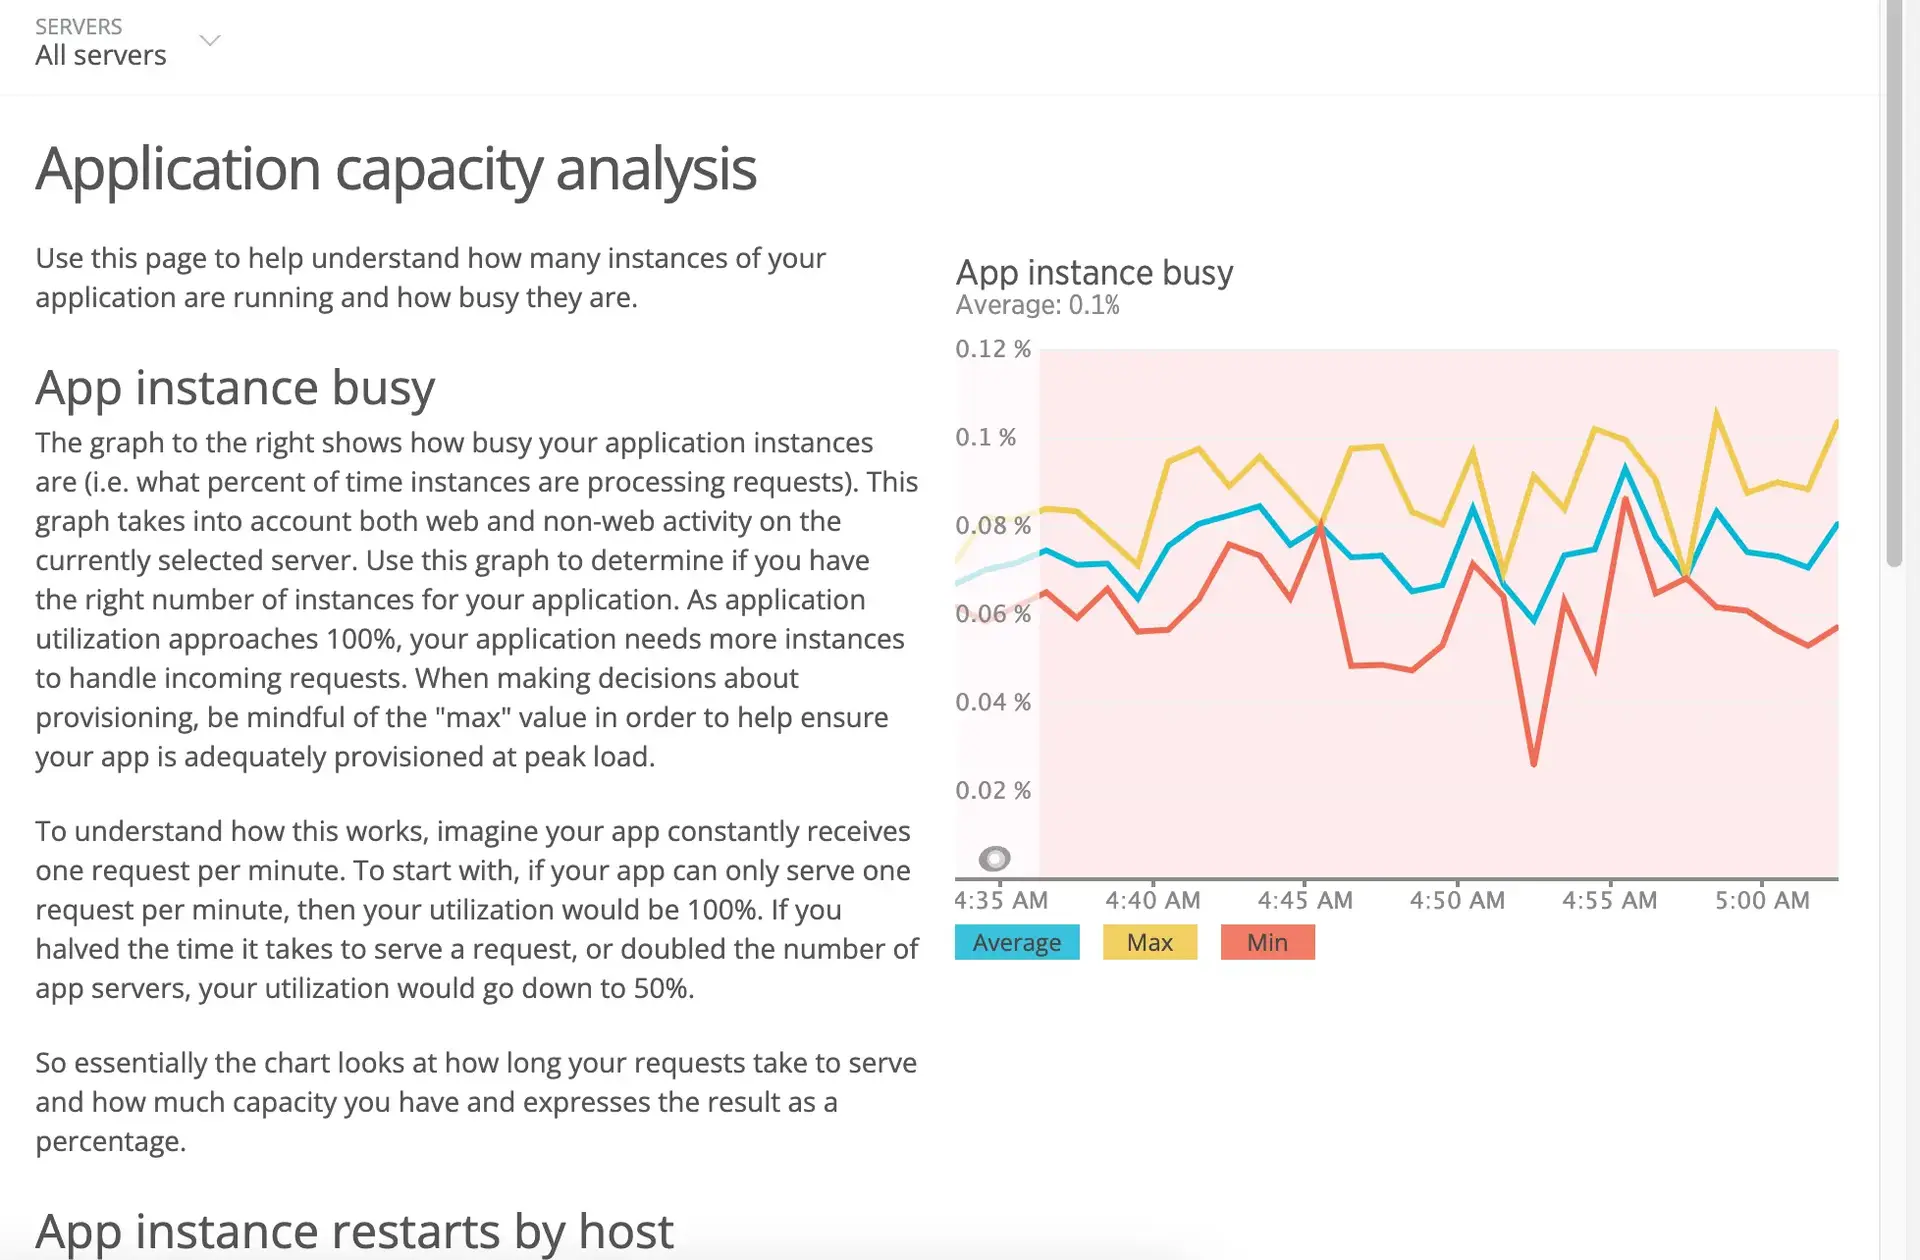 SERVERS
All servers
Application capacity analysis
Use this page to help understand how many instances of your
application are running and how busy they are.
App instance busy
The graph to the right shows how busy your application instances
are (i.e. what percent of time instances are processing requests). This
graph takes into account both web and non-web activity on the
currently selected server. Use this graph to determine if you have
the right number of instances for your application. As application
utilization approaches 100%, your application needs more instances
to handle incoming requests. When making decisions about
provisioning, be mindful of the "max" value in order to help ensure
your app is adequately provisioned at peak load.
To understand how this works, imagine your app constantly receives
one request per minute. To start with, if your app can only serve one
request per minute, then your utilization would be 100%. If you
halved the time it takes to serve a request, or doubled the number of
app servers, your utilization would go down to 50%.
So essentially the chart looks at how long your requests take to serve
and how much capacity you have and expresses the result as a
percentage.
App instance restarts by host
App instance busy
Average: 0.1%
0.12 %
0.1 %
0.08 %
0.06 %
0.04 %
0.02 %
4:35 AM 4:40 AM 4:45 AM 4:50 AM 4:55 AM 5:00 AM
Average Max Min